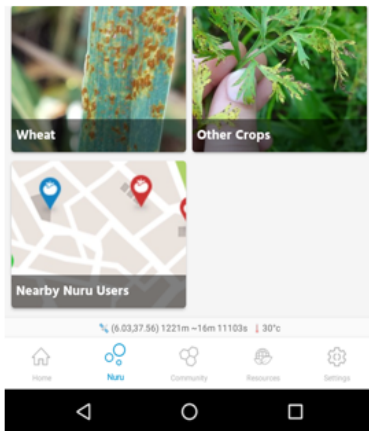 Wheat
Other Crops
Nearby Nuru Users
(6.03,37.56) 1221m ~16m 11103s 30°c
Home
Nuru
Community
Resources
Settings